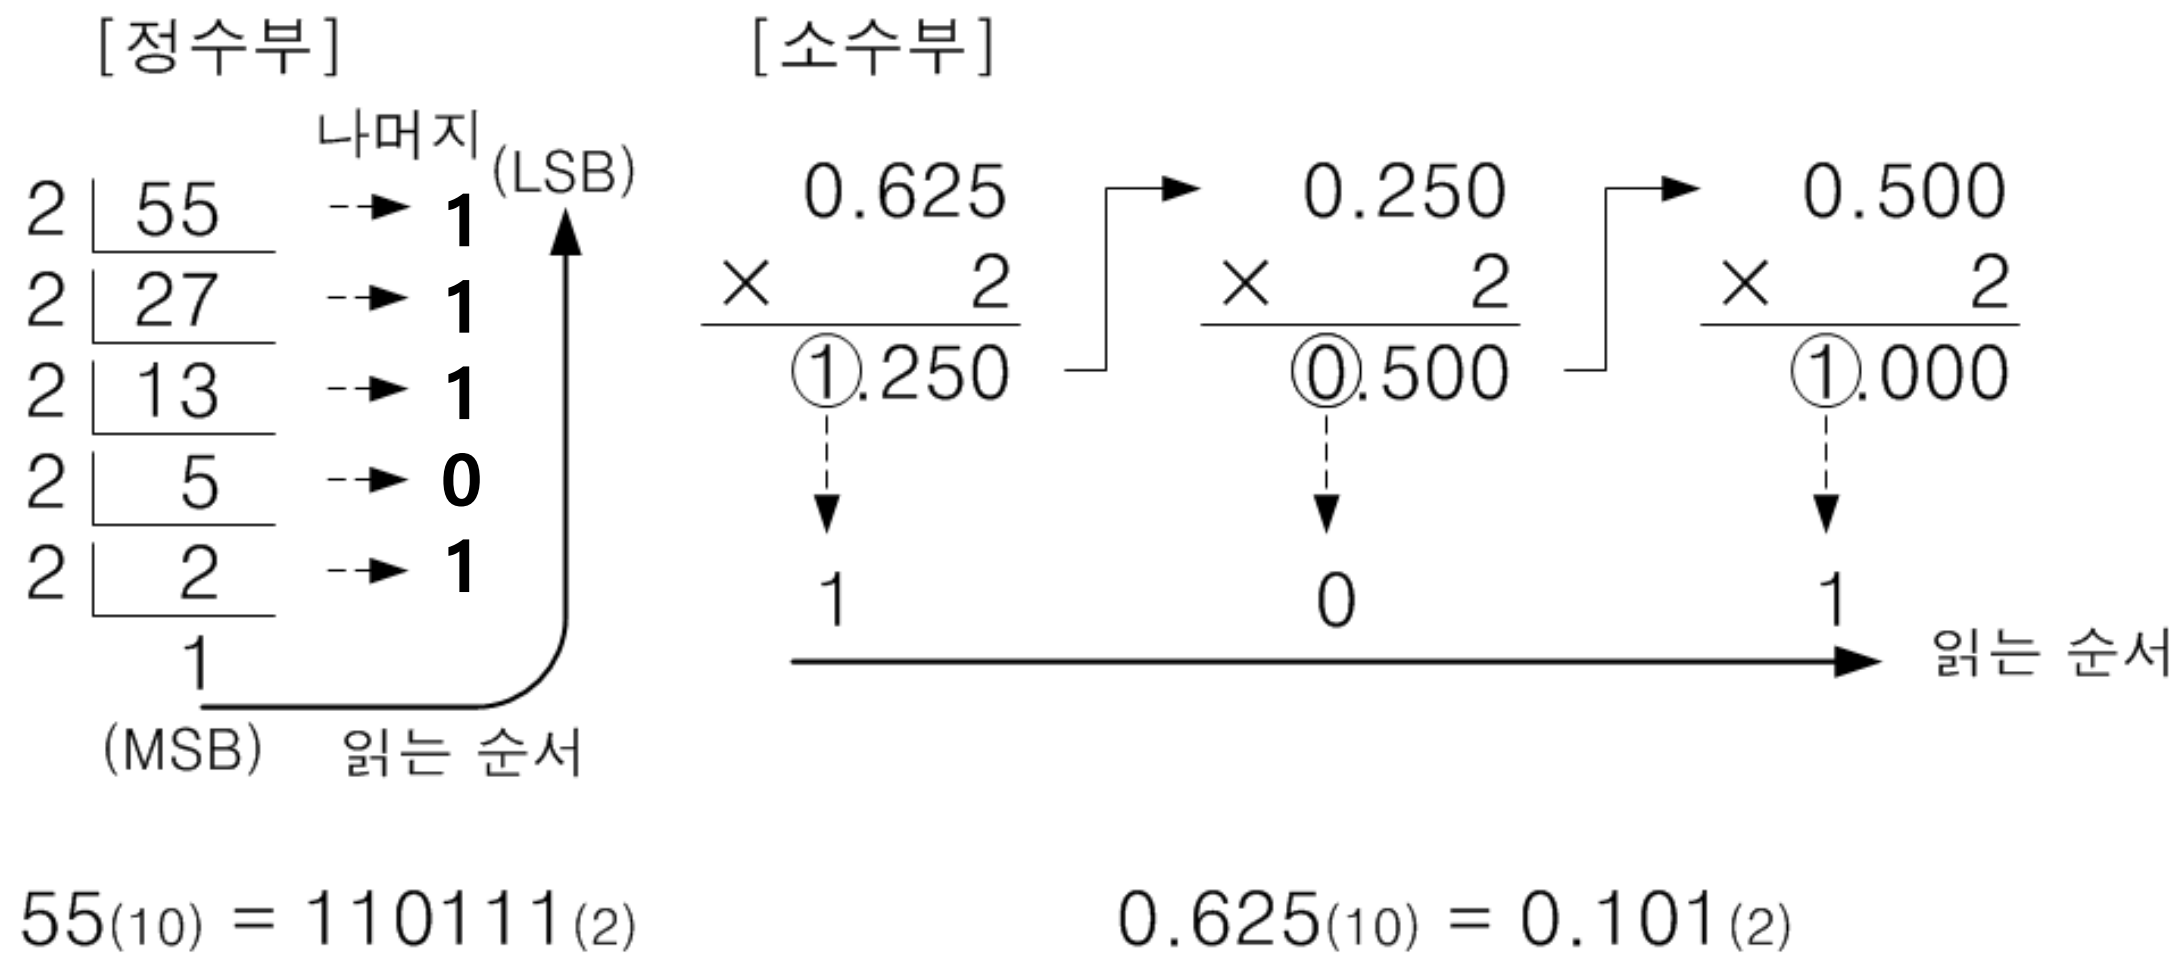 [정수부]
나머지
(LSB)
2 55 1
2 27 1
2 13 1
2 5 0
2 2 1
1
(MSB) 읽는 순서
55(10) = 110111(2)
[소수부]
0.625 0.250 0.500
× 2 × 2 × 2
1.250 0.500 1.000
1 0 1
읽는 순서
0.625(10) = 0.101(2)